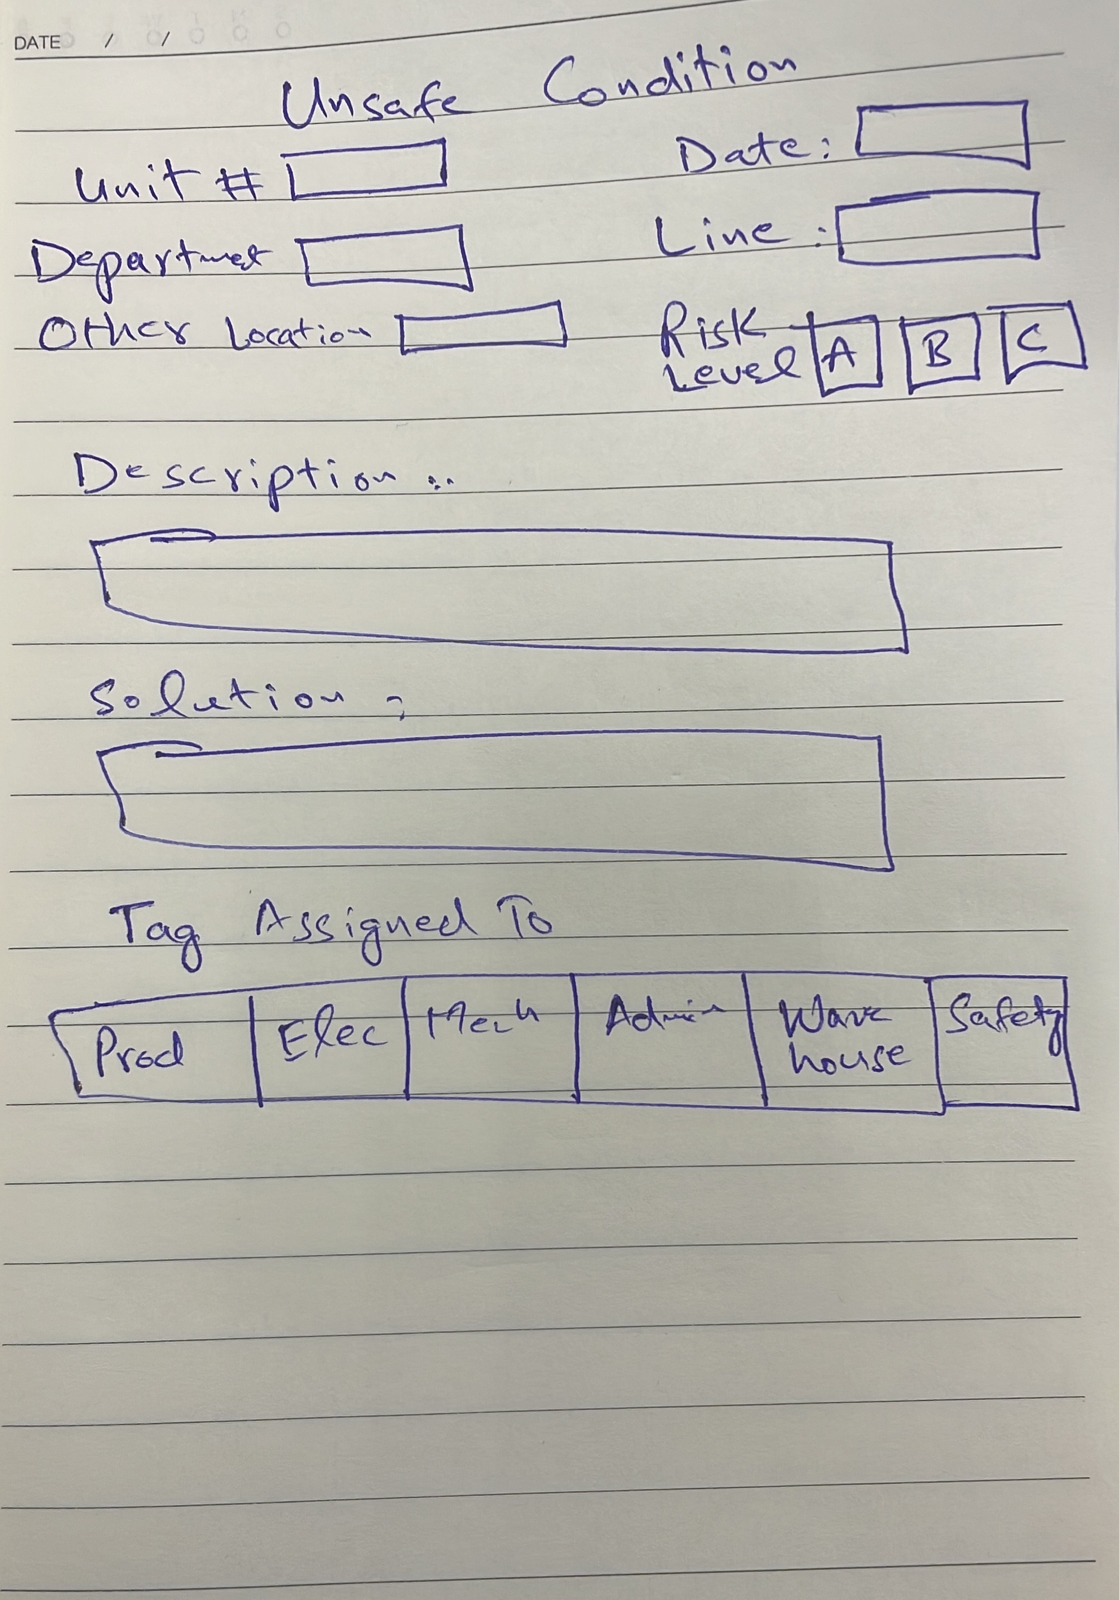 DATE / /
Unsafe Condition
Unit # Date:
Department Line:
Other Location Risk Level A B C
Description :
Solution :
Tag Assigned To
Prod Elec Mech Admin Ware house Safety